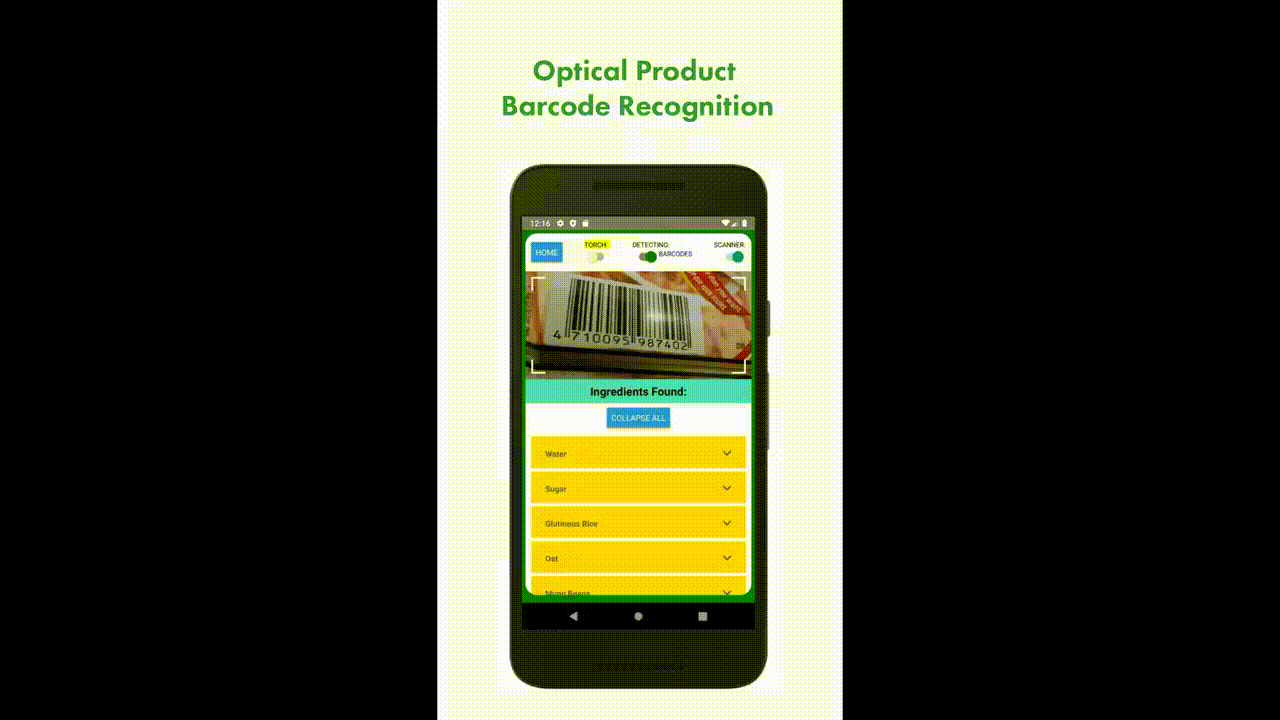 Optical Product
Barcode Recognition
12:16
HOME
TORCH:
DETECTING:
BARCODES
SCANNER:
4 710095 987402
Ingredients Found:
COLLAPSE ALL
Water
Sugar
Glutinous Rice
Oat
Mung Beans